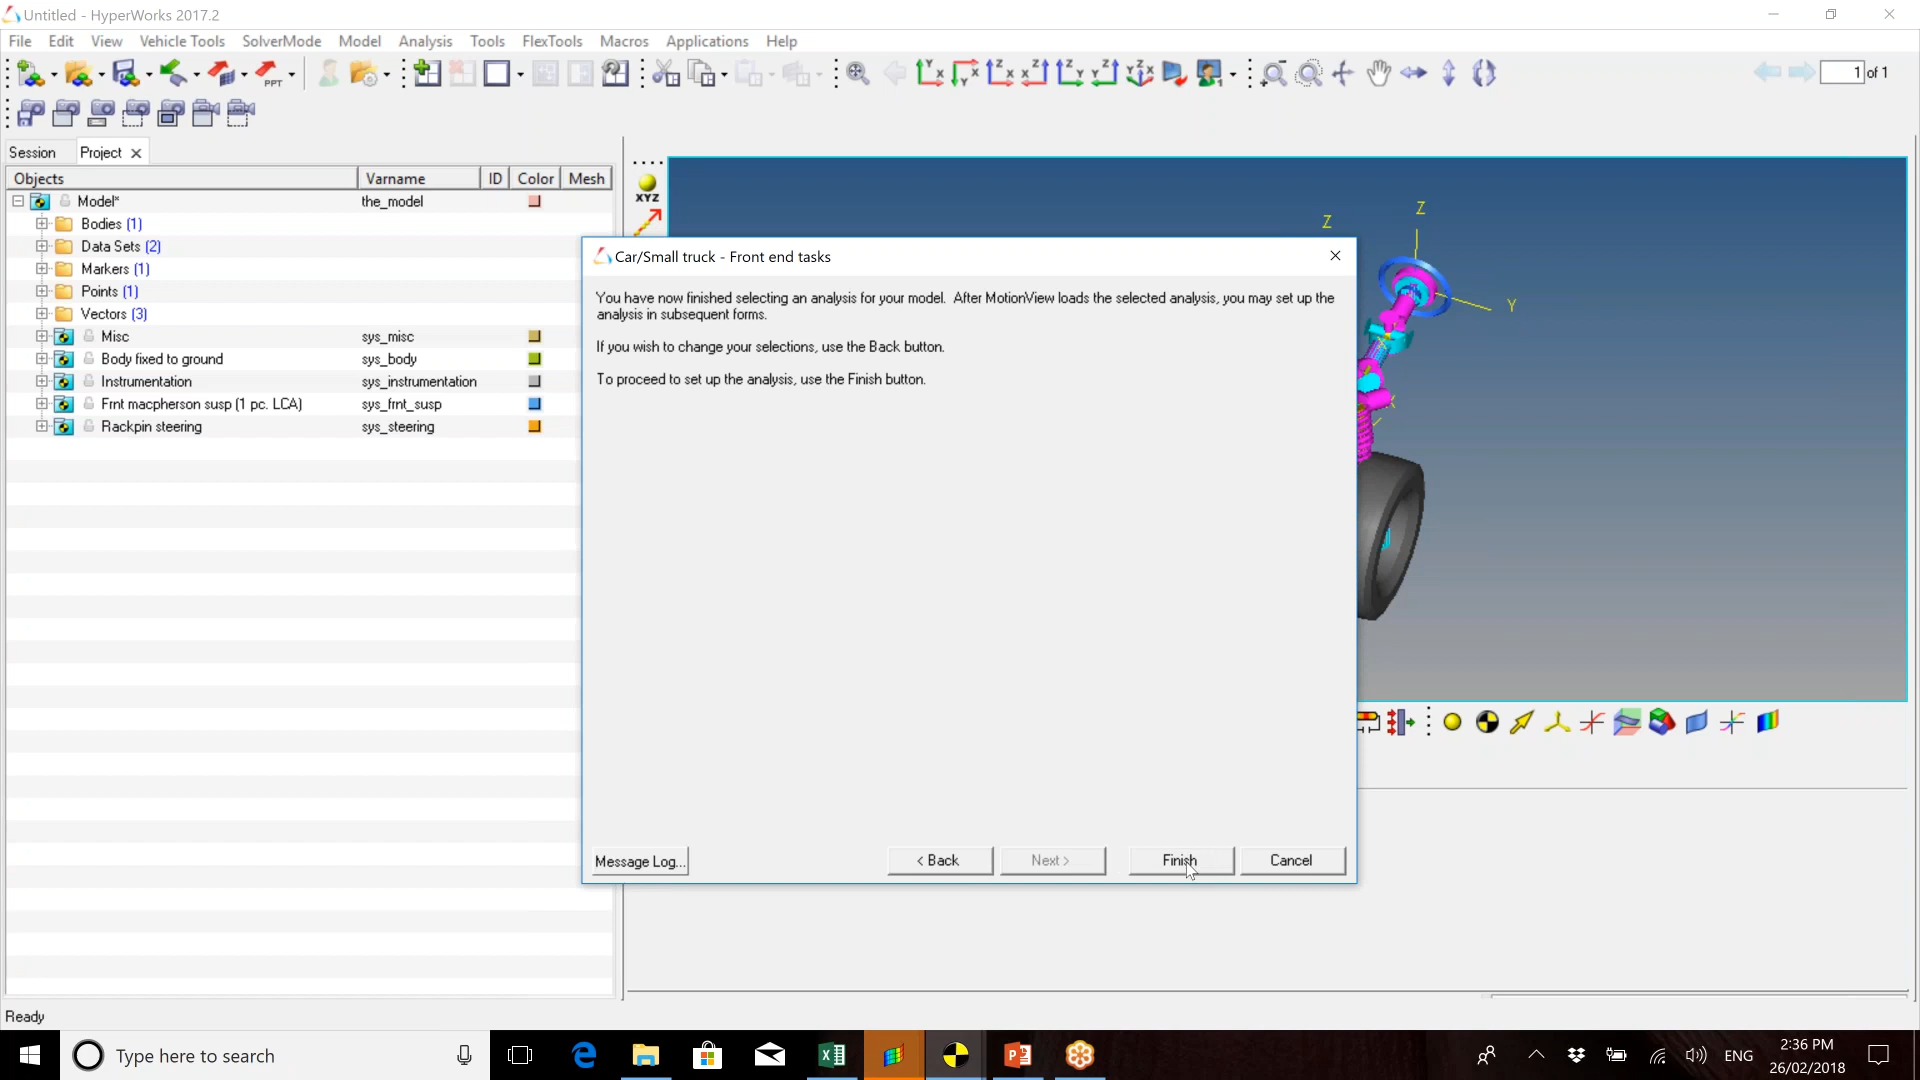 Untitled - HyperWorks 2017.2
File Edit View Vehicle Tools SolverMode Model Analysis Tools FlexTools Macros Applications Help
1 of 1
Session Project
Objects Varname ID Color Mesh
Model* the_model
Bodies (1)
Data Sets (2)
Markers (1)
Points (1)
Vectors (3)
Misc sys_misc
Body fixed to ground sys_body
Instrumentation sys_instrumentation
Frnt macpherson susp (1 pc. LCA) sys_frnt_susp
Rackpin steering sys_steering
XYZ
Z
Z
Y
X
Car/Small truck - Front end tasks
You have now finished selecting an analysis for your model. After MotionView loads the selected analysis, you may set up the
analysis in subsequent forms.
If you wish to change your selections, use the Back button.
To proceed to set up the analysis, use the Finish button.
Message Log... < Back Next > Finish Cancel
Ready
Type here to search
ENG
2:36 PM
26/02/2018